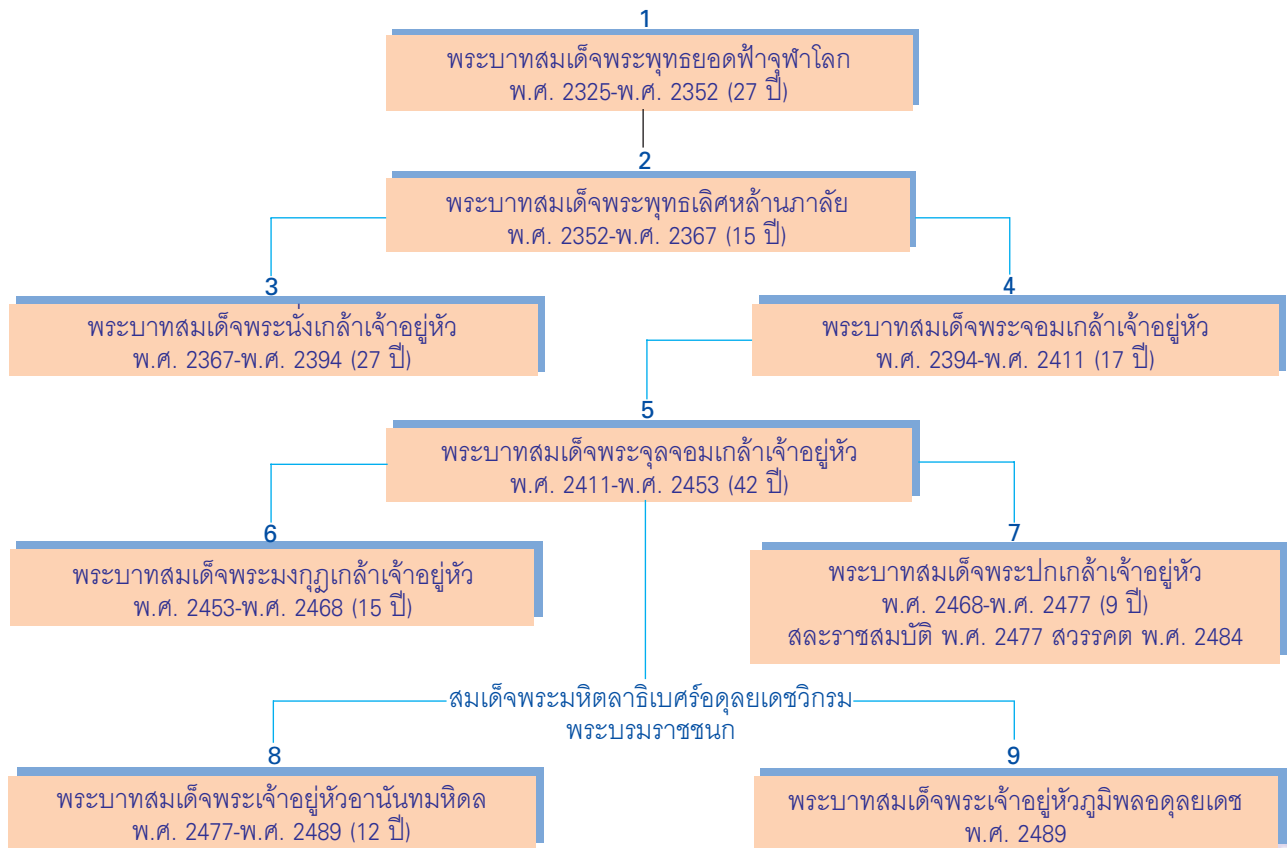 1
พระบาทสมเด็จพระพุทธยอดฟ้าจุฬาโลก
พ.ศ. 2325-พ.ศ. 2352 (27 ปี)
2
พระบาทสมเด็จพระพุทธเลิศหล้านภาลัย
พ.ศ. 2352-พ.ศ. 2367 (15 ปี)
3
พระบาทสมเด็จพระนั่งเกล้าเจ้าอยู่หัว
พ.ศ. 2367-พ.ศ. 2394 (27 ปี)
4
พระบาทสมเด็จพระจอมเกล้าเจ้าอยู่หัว
พ.ศ. 2394-พ.ศ. 2411 (17 ปี)
5
พระบาทสมเด็จพระจุลจอมเกล้าเจ้าอยู่หัว
พ.ศ. 2411-พ.ศ. 2453 (42 ปี)
6
พระบาทสมเด็จพระมงกุฎเกล้าเจ้าอยู่หัว
พ.ศ. 2453-พ.ศ. 2468 (15 ปี)
7
พระบาทสมเด็จพระปกเกล้าเจ้าอยู่หัว
พ.ศ. 2468-พ.ศ. 2477 (9 ปี)
สละราชสมบัติ พ.ศ. 2477 สวรรคต พ.ศ. 2484
สมเด็จพระมหิตลาธิเบศร์อดุลยเดชวิกรม
พระบรมราชชนก
8
พระบาทสมเด็จพระเจ้าอยู่หัวอานันทมหิดล
พ.ศ. 2477-พ.ศ. 2489 (12 ปี)
9
พระบาทสมเด็จพระเจ้าอยู่หัวภูมิพลอดุลยเดช
พ.ศ. 2489